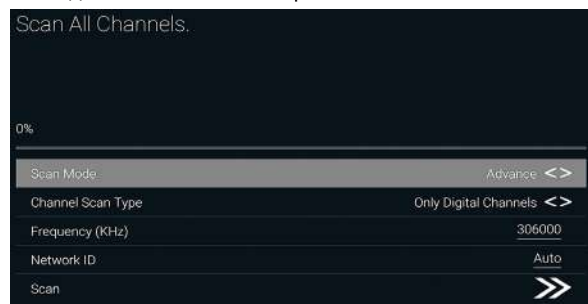 Scan All Channels.
0%
Scan Mode Advance <>
Channel Scan Type Only Digital Channels <>
Frequency (KHz) 306000
Network ID Auto
Scan